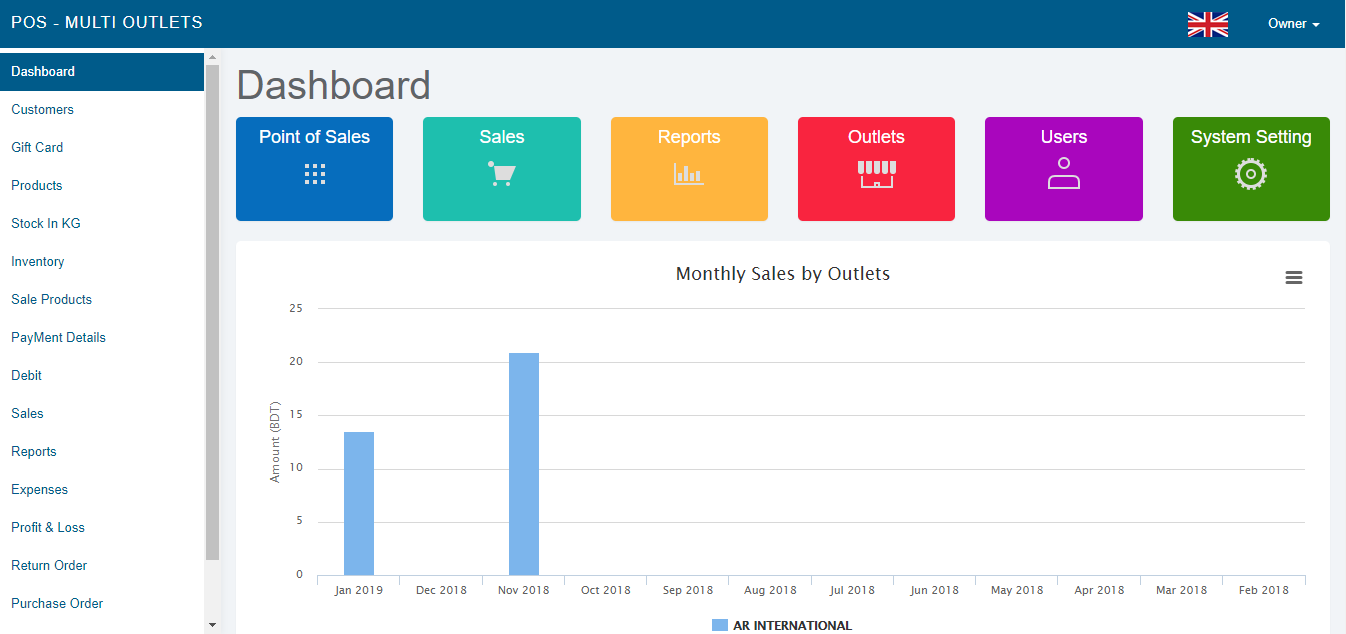 POS - MULTI OUTLETS
Owner
Dashboard
Customers
Gift Card
Products
Stock In KG
Inventory
Sale Products
PayMent Details
Debit
Sales
Reports
Expenses
Profit & Loss
Return Order
Purchase Order
Dashboard
Point of Sales
Sales
Reports
Outlets
Users
System Setting
Monthly Sales by Outlets
Amount (BDT)
25
20
15
10
5
0
Jan 2019 Dec 2018 Nov 2018 Oct 2018 Sep 2018 Aug 2018 Jul 2018 Jun 2018 May 2018 Apr 2018 Mar 2018 Feb 2018
AR INTERNATIONAL